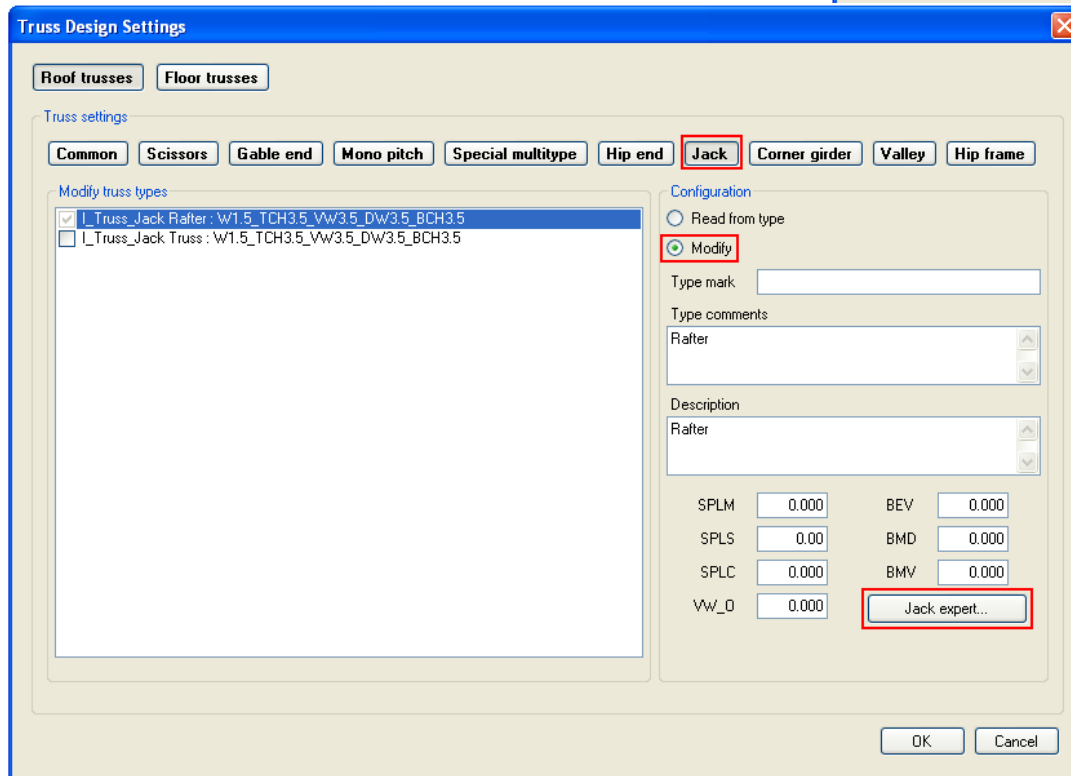 Truss Design Settings
Roof trusses Floor trusses
Truss settings
Common Scissors Gable end Mono pitch Special multitype Hip end Jack Corner girder Valley Hip frame
Modify truss types
I_Truss_Jack Rafter : W1.5_TCH3.5_VW3.5_DW3.5_BCH3.5
I_Truss_Jack Truss : W1.5_TCH3.5_VW3.5_DW3.5_BCH3.5
Configuration
Read from type
Modify
Type mark
Type comments
Rafter
Description
Rafter
SPLM 0.000 BEV 0.000
SPLS 0.00 BMD 0.000
SPLC 0.000 BMV 0.000
VW_O 0.000 Jack expert...
OK Cancel